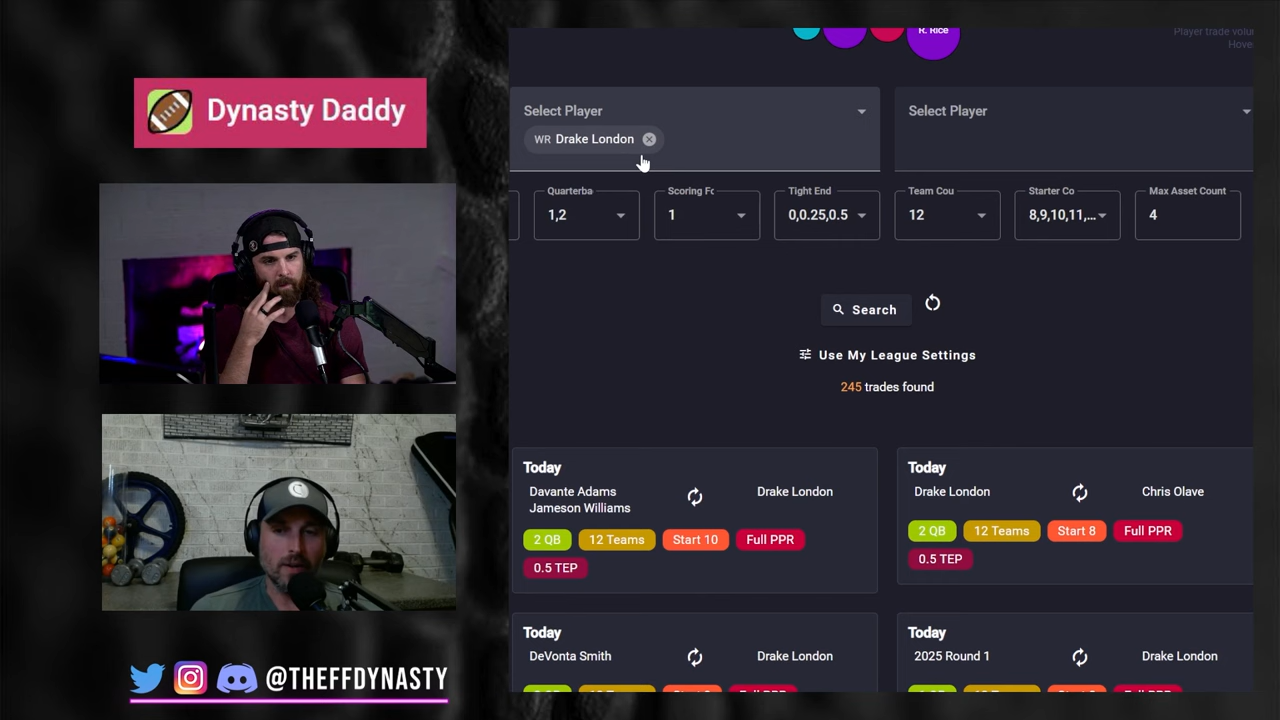 Dynasty Daddy
@THEFFDYNASTY
R. Rice
Player trade volu
Hove
Select Player
WR Drake London
Select Player
Quarterba
1,2
Scoring Fo
1
Tight End
0,0.25,0.5
Team Cou
12
Starter Co
8,9,10,11,...
Max Asset Count
4
Search
Use My League Settings
245 trades found
Today
Davante Adams
Jameson Williams
Drake London
2 QB 12 Teams Start 10 Full PPR
0.5 TEP
Today
Drake London
Chris Olave
2 QB 12 Teams Start 8 Full PPR
0.5 TEP
Today
DeVonta Smith
Drake London
Today
2025 Round 1
Drake London